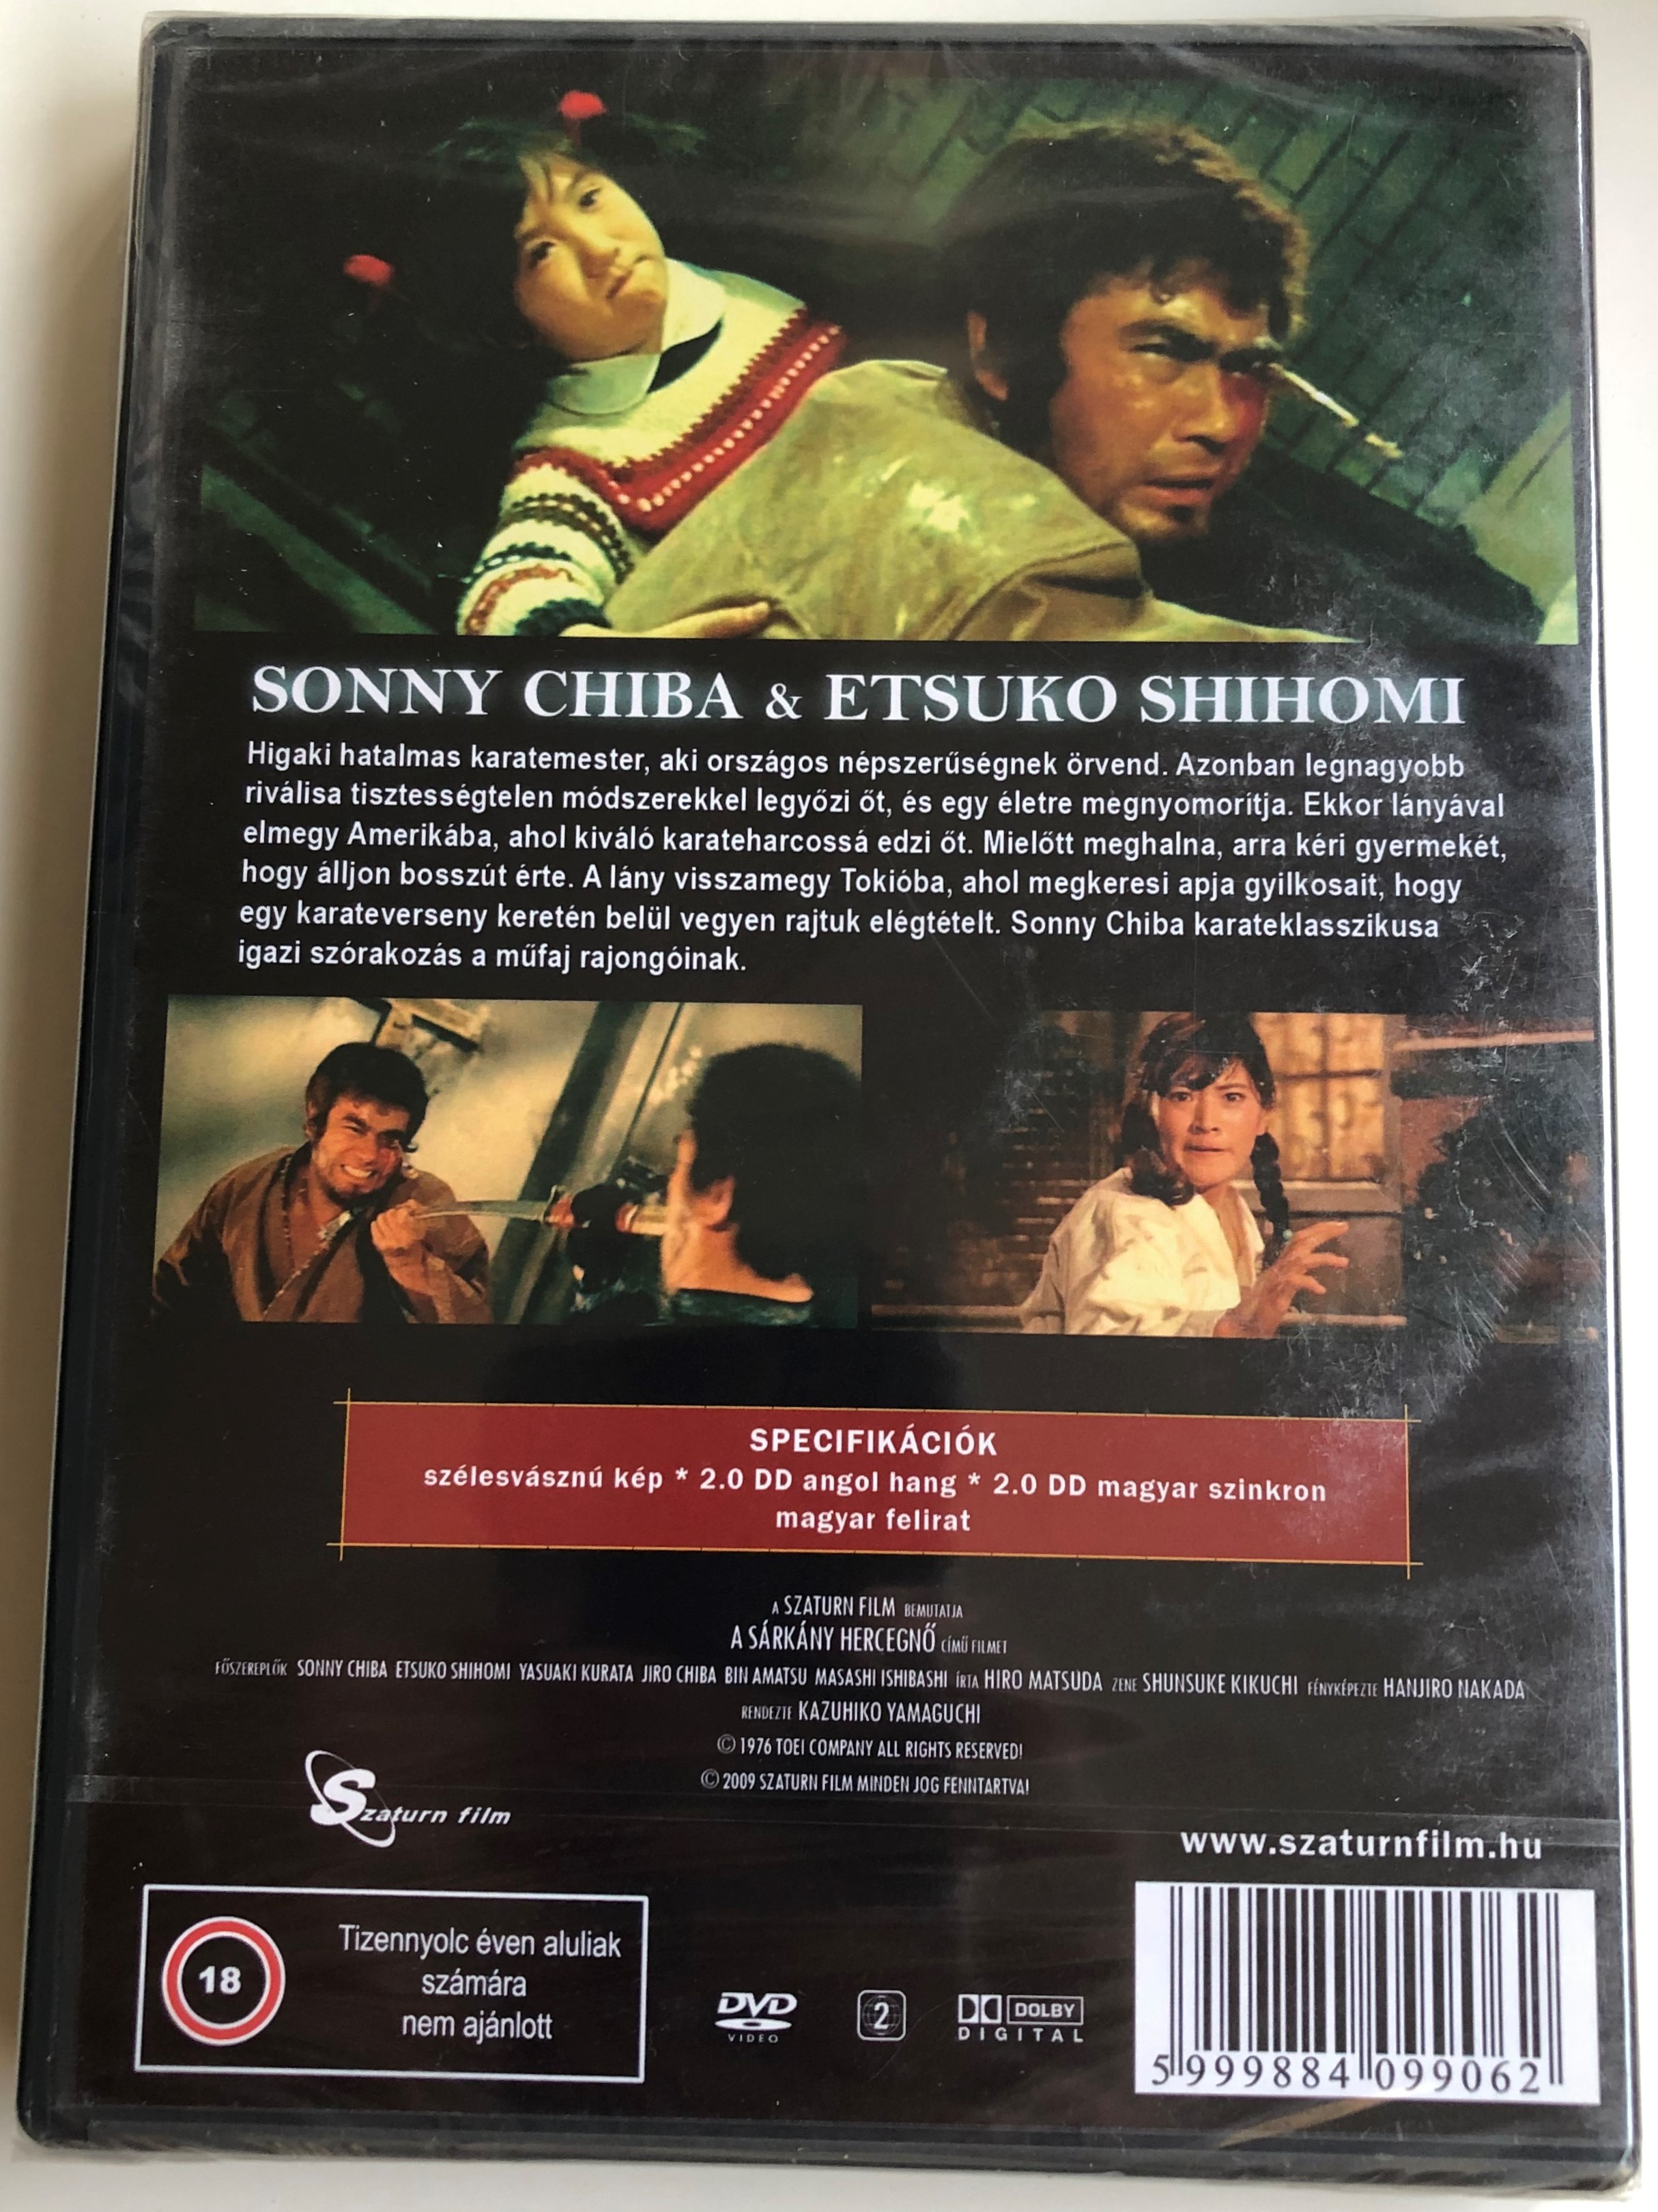 SONNY CHIBA & ETSUKO SHIHOMI
Higaki hatalmas karatemester, aki országos népszerűségnek örvend. Azonban legnagyobb
riválisa tisztességtelen módszerekkel legyőzi őt, és egy életre megnyomorítja. Ekkor lányával
elmegy Amerikába, ahol kiváló karateharcossá edzi őt. Mielőtt meghalna, arra kéri gyermekét,
hogy álljon bosszút érte. A lány visszamegy Tokióba, ahol megkeresi apja gyilkosait, hogy
egy karateverseny keretén belül vegyen rajtuk elégtételt. Sonny Chiba karateklasszikusa
igazi szórakozás a műfaj rajongóinak.
SPECIFIKÁCIÓK
szélesvásznú kép * 2.0 DD angol hang * 2.0 DD magyar szinkron
magyar felirat
A SZATURN FILM BEMUTATJA
A SÁRKÁNY HERCEGNŐ CÍMŰ FILMET
FŐSZEREPLŐK SONNY CHIBA ETSUKO SHIHOMI YASUAKI KURATA JIRO CHIBA BIN AMATSU MASASHI ISHIBASHI ÍRTA HIRO MATSUDA ZENE SHUNSUKE KIKUCHI FÉNYKÉPEZTE HANJIRO NAKADA
RENDEZTE KAZUHIKO YAMAGUCHI
© 1976 TOEI COMPANY ALL RIGHTS RESERVED!
© 2009 SZATURN FILM MINDEN JOG FENNTARTVA!
Szaturn film
www.szaturnfilm.hu
18
Tizennyolc éven aluliak
számára
nem ajánlott
DVD
VIDEO
2
DOLBY
DIGITAL
5 999884 099062